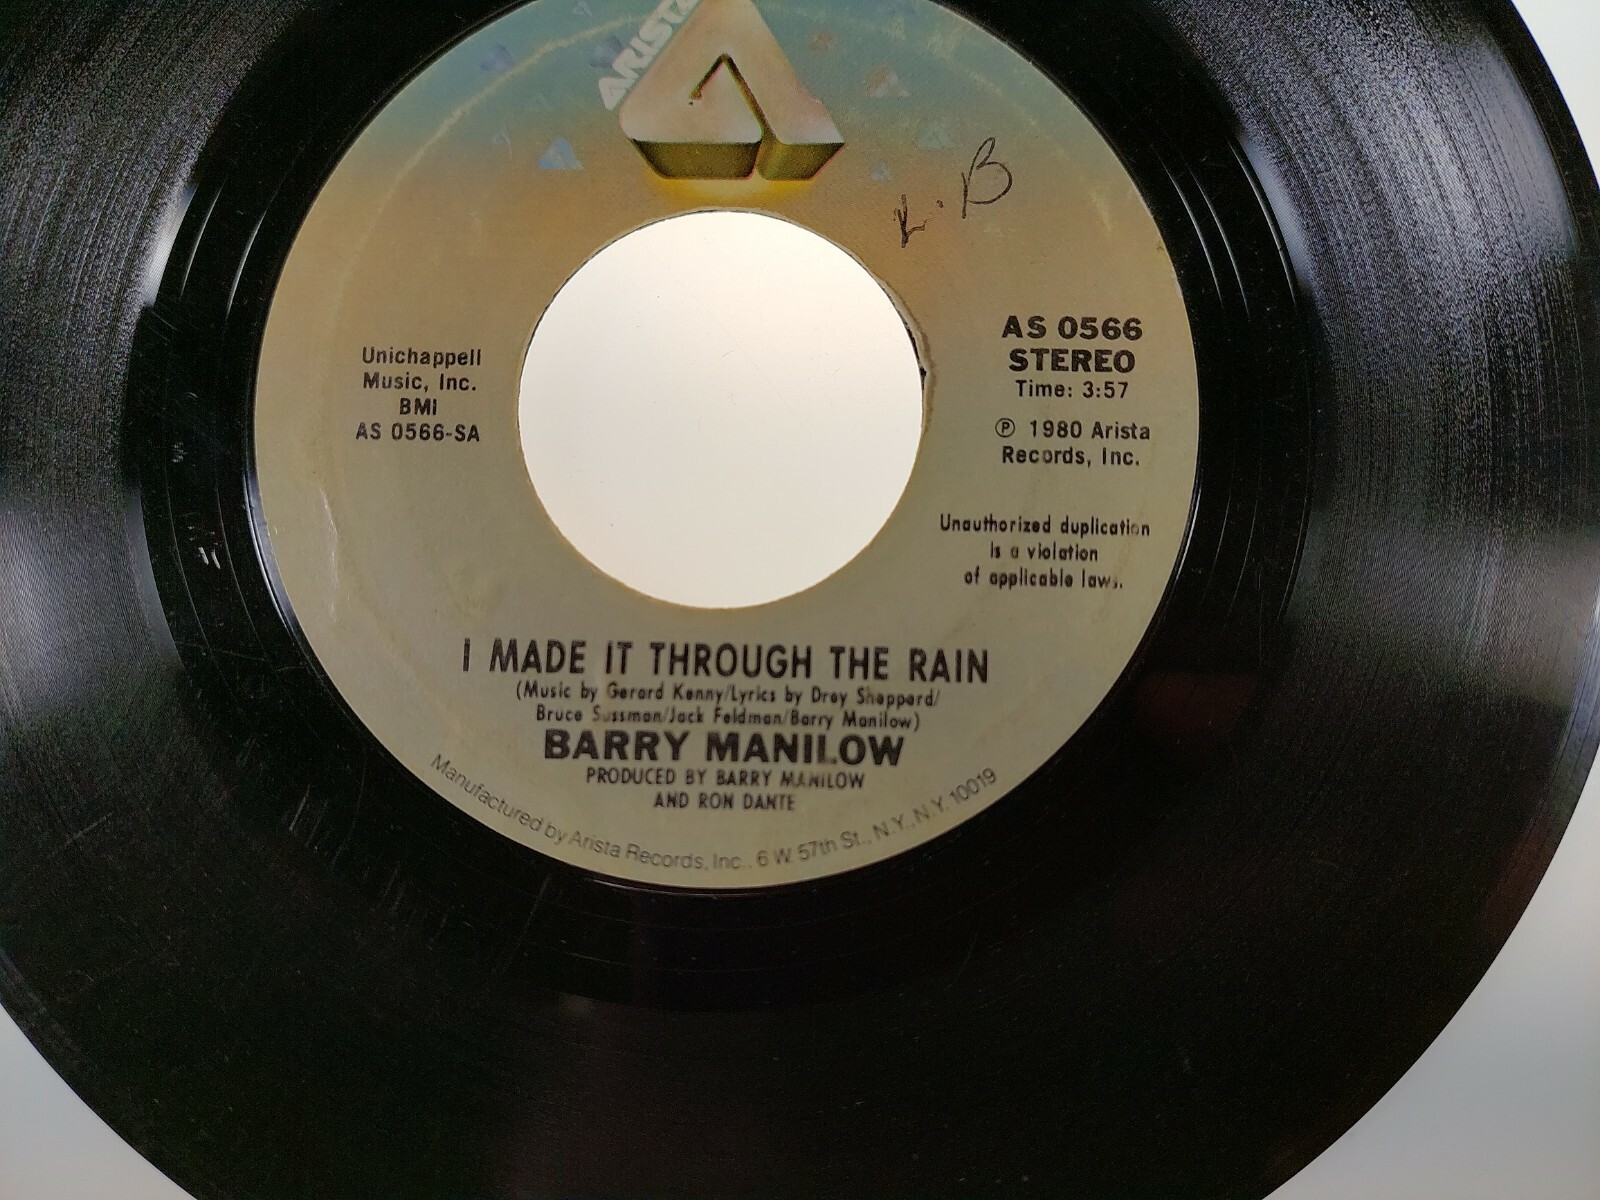 ARISTA
L.B
Unichappell
Music, Inc.
BMI
AS 0566-SA
AS 0566
STEREO
Time: 3:57
℗ 1980 Arista
Records, Inc.
Unauthorized duplication
is a violation
of applicable laws.
I MADE IT THROUGH THE RAIN
(Music by Gerard Kenny/Lyrics by Drey Sheppard/
Bruce Sussman/Jack Feldman/Barry Manilow)
BARRY MANILOW
PRODUCED BY BARRY MANILOW
AND RON DANTE
Manufactured by Arista Records, Inc., 6 W. 57th St., N.Y., N.Y. 10019